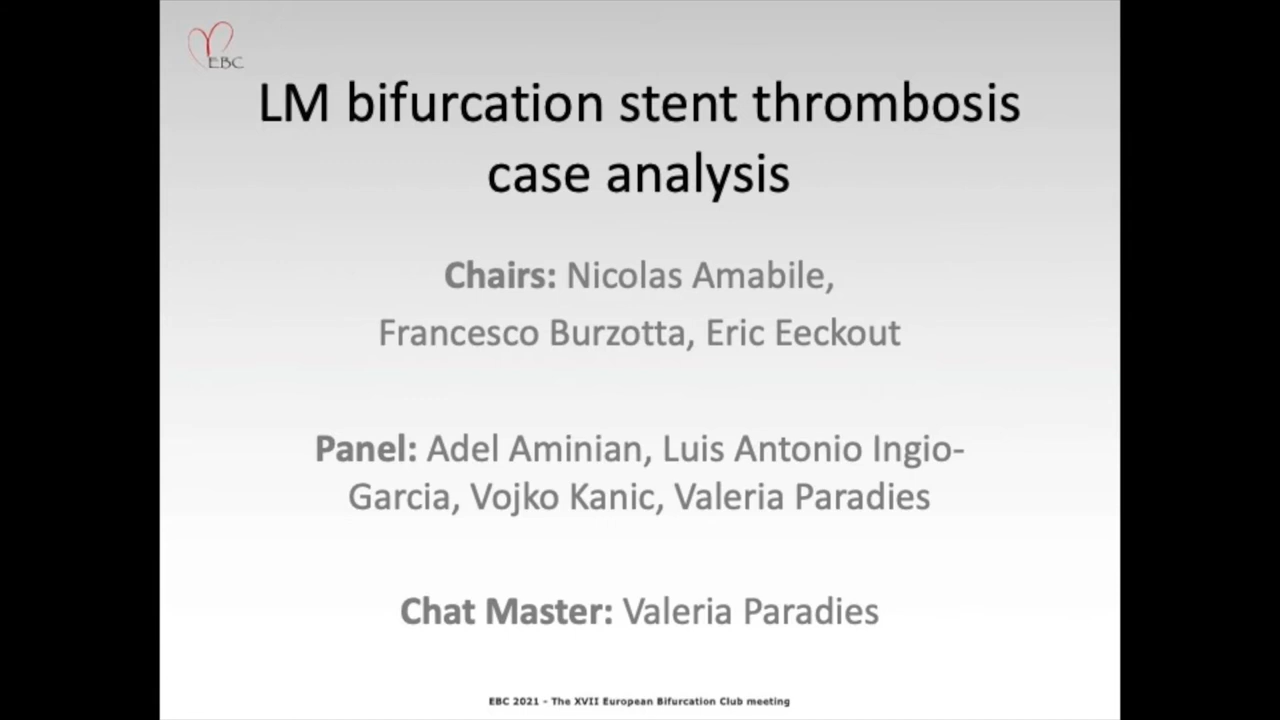 EBC
LM bifurcation stent thrombosis
case analysis
Chairs: Nicolas Amabile,
Francesco Burzotta, Eric Eeckout
Panel: Adel Aminian, Luis Antonio Ingio-
Garcia, Vojko Kanic, Valeria Paradies
Chat Master: Valeria Paradies
EBC 2021 - The XVII European Bifurcation Club meeting